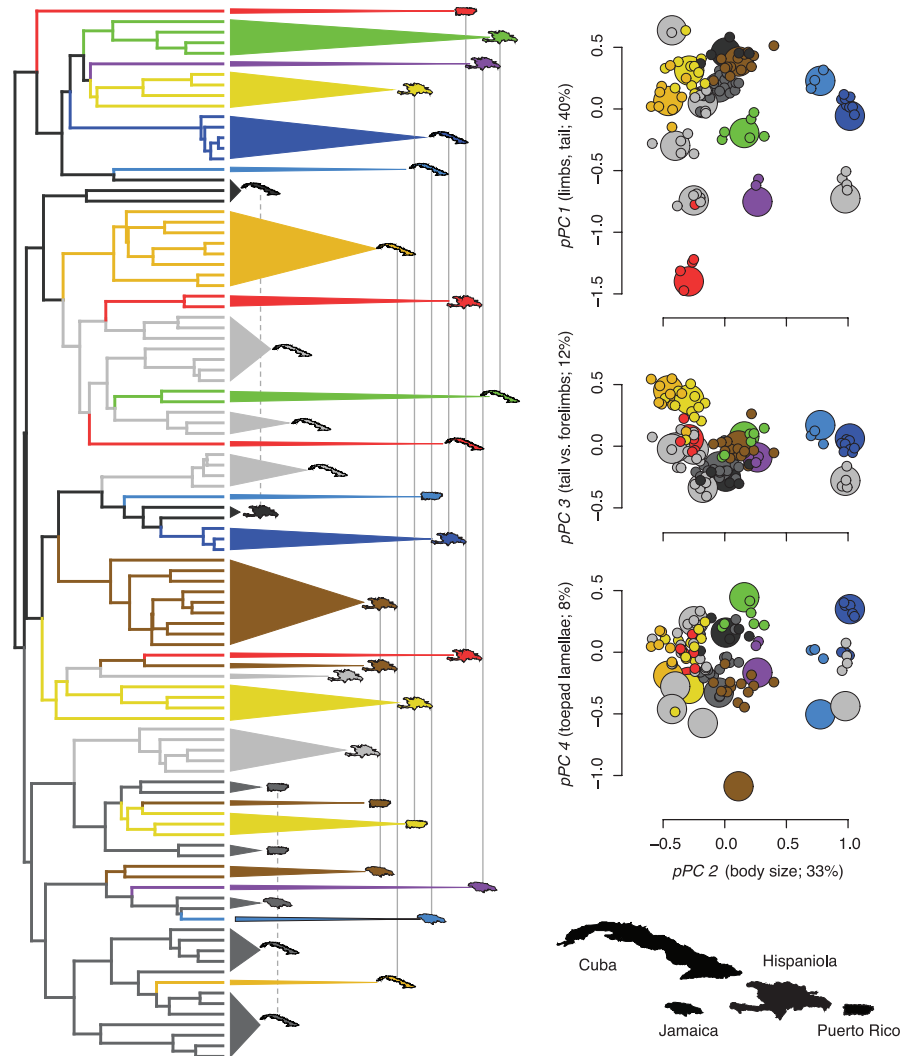 pPC 1 (limbs, tail; 40%)
0.5
0.0
−0.5
−1.0
−1.5
pPC 3 (tail vs. forelimbs; 12%)
0.5
0.0
−0.5
pPC 4 (toepad lamellae; 8%)
0.5
0.0
−0.5
−1.0
−0.5 0.0 0.5 1.0
pPC 2 (body size; 33%)
Cuba
Hispaniola
Jamaica
Puerto Rico